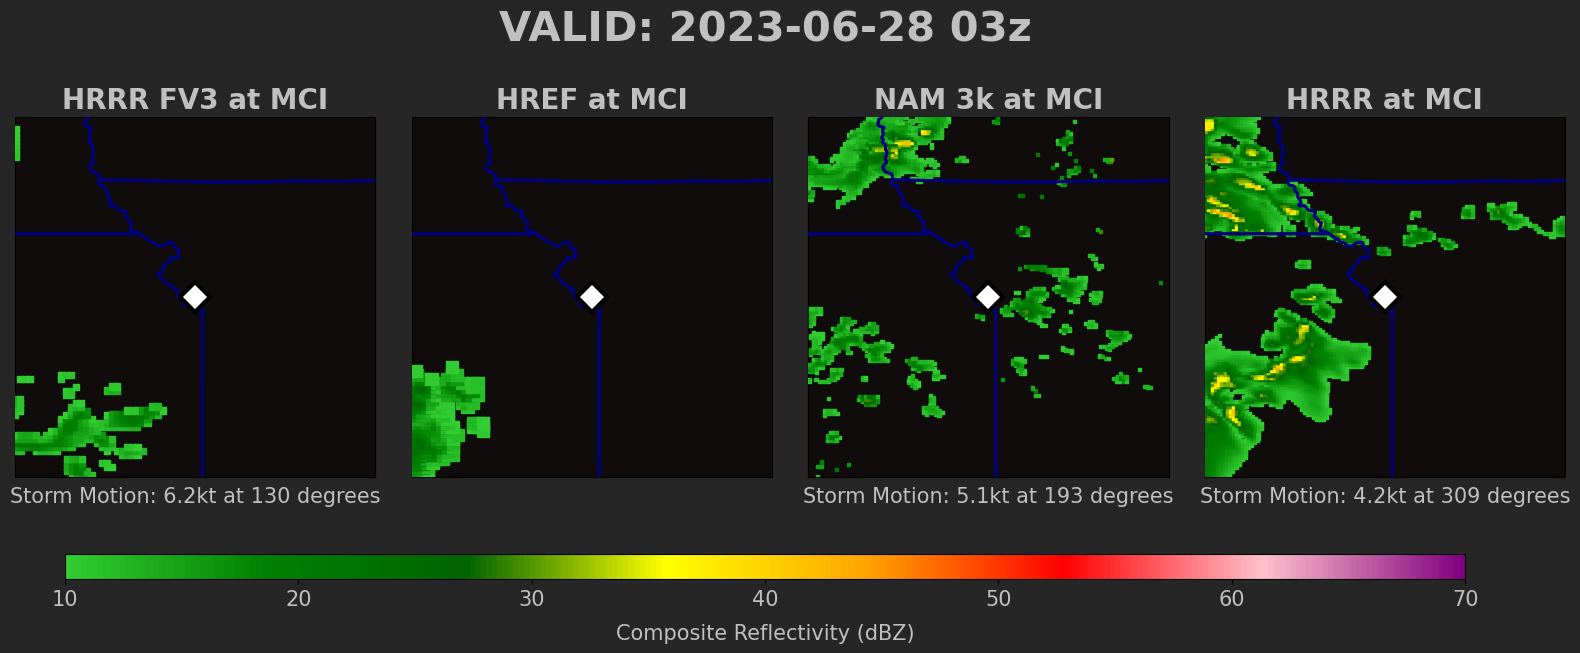 VALID: 2023-06-28 03z
HRRR FV3 at MCI
HREF at MCI
NAM 3k at MCI
HRRR at MCI
Storm Motion: 6.2kt at 130 degrees
Storm Motion: 5.1kt at 193 degrees
Storm Motion: 4.2kt at 309 degrees
10 20 30 40 50 60 70
Composite Reflectivity (dBZ)